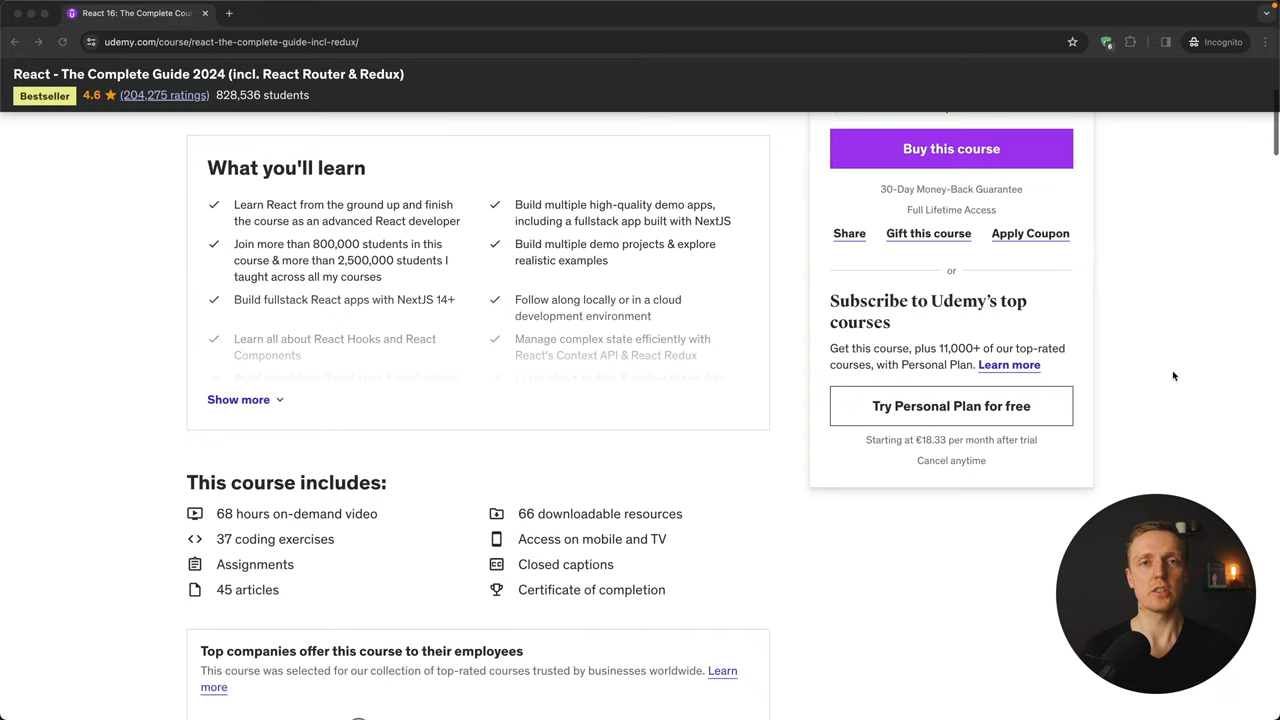 React 16: The Complete Cou
udemy.com/course/react-the-complete-guide-incl-redux/
6
Incognito
React - The Complete Guide 2024 (incl. React Router & Redux)
Bestseller 4.6 (204,275 ratings) 828,536 students
What you'll learn
Learn React from the ground up and finish
the course as an advanced React developer
Join more than 800,000 students in this
course & more than 2,500,000 students I
taught across all my courses
Build fullstack React apps with NextJS 14+
Learn all about React Hooks and React
Components
Build multiple high-quality demo apps,
including a fullstack app built with NextJS
Build multiple demo projects & explore
realistic examples
Follow along locally or in a cloud
development environment
Manage complex state efficiently with
React's Context API & React Redux
Show more
Buy this course
30-Day Money-Back Guarantee
Full Lifetime Access
Share Gift this course Apply Coupon
or
Subscribe to Udemy's top
courses
Get this course, plus 11,000+ of our top-rated
courses, with Personal Plan. Learn more
Try Personal Plan for free
Starting at €18.33 per month after trial
Cancel anytime
This course includes:
68 hours on-demand video
37 coding exercises
Assignments
45 articles
66 downloadable resources
Access on mobile and TV
Closed captions
Certificate of completion
Top companies offer this course to their employees
This course was selected for our collection of top-rated courses trusted by businesses worldwide. Learn
more